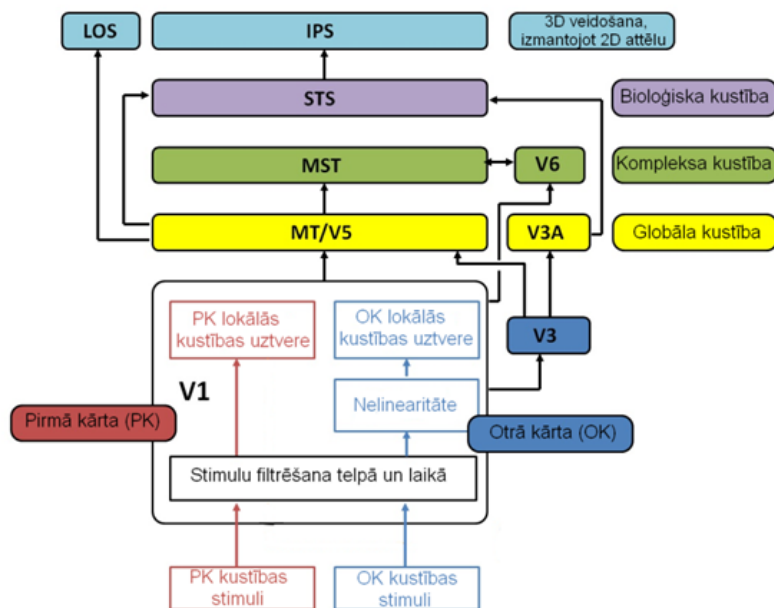 LOS
IPS
3D veidošana,
izmantojot 2D attēlu
STS
Bioloģiska kustība
MST
V6
Kompleksa kustība
MT/V5
V3A
Globāla kustība
PK lokālās
kustības uztvere
OK lokālās
kustības uztvere
V3
V1
Nelinearitāte
Pirmā kārta (PK)
Otrā kārta (OK)
Stimulu filtrēšana telpā un laikā
PK kustības
stimuli
OK kustības
stimuli